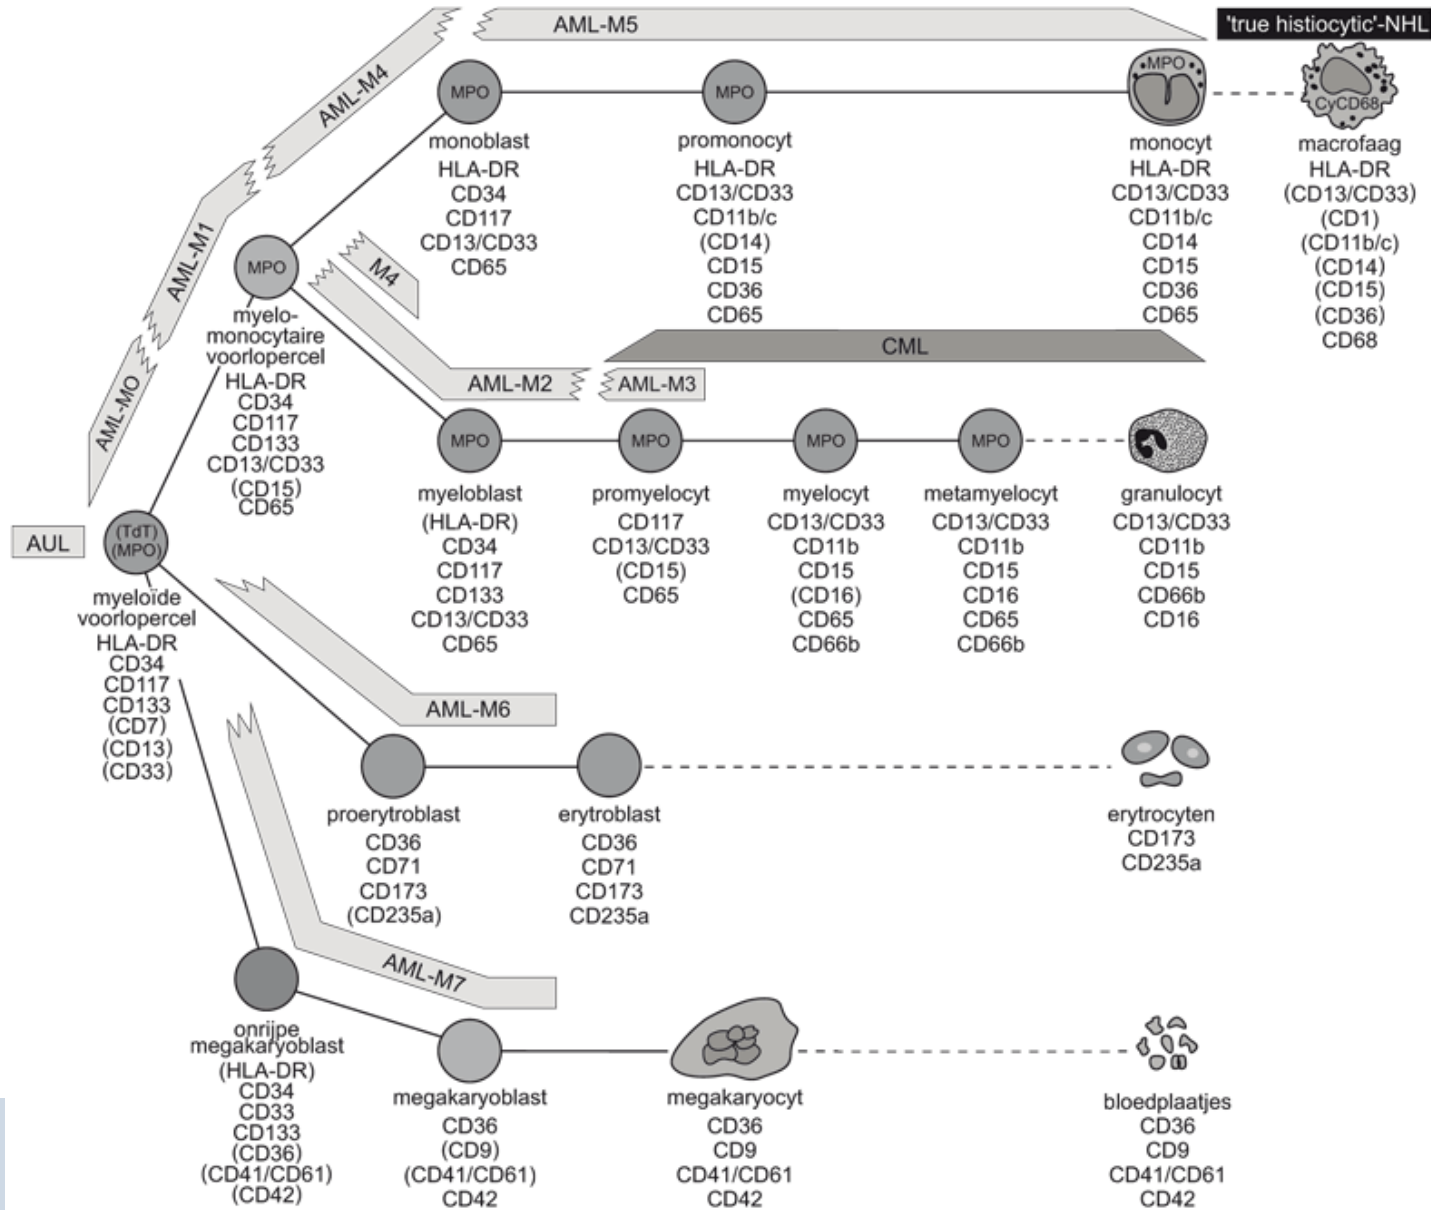 AML-M5
'true histiocytic'-NHL
AML-M4
MPO
MPO
MPO
CyCD68
monoblast
HLA-DR
CD34
CD117
CD13/CD33
CD65
promonocyt
HLA-DR
CD13/CD33
CD11b/c
(CD14)
CD15
CD36
CD65
monocyt
HLA-DR
CD13/CD33
CD11b/c
CD14
CD15
CD36
CD65
macrofaag
HLA-DR
(CD13/CD33)
(CD1)
(CD11b/c)
(CD14)
(CD15)
(CD36)
CD68
AML-M1
MPO
M4
myelo-
monocytaire
voorlopercel
HLA-DR
CD34
CD117
CD133
CD13/CD33
(CD15)
CD65
CML
AML-M2
AML-M3
AML-M0
MPO
MPO
MPO
MPO
myeloblast
(HLA-DR)
CD34
CD117
CD133
CD13/CD33
CD65
promyelocyt
CD117
CD13/CD33
(CD15)
CD65
myelocyt
CD13/CD33
CD11b
CD15
(CD16)
CD65
CD66b
metamyelocyt
CD13/CD33
CD11b
CD15
CD16
CD65
CD66b
granulocyt
CD13/CD33
CD11b
CD15
CD66b
CD16
AUL
(TdT)
(MPO)
myeloïde
voorlopercel
HLA-DR
CD34
CD117
CD133
(CD7)
(CD13)
(CD33)
AML-M6
proerytroblast
CD36
CD71
CD173
(CD235a)
erytroblast
CD36
CD71
CD173
CD235a
erytrocyten
CD173
CD235a
AML-M7
onrijpe
megakaryoblast
(HLA-DR)
CD34
CD33
CD133
(CD36)
(CD41/CD61)
(CD42)
megakaryoblast
CD36
(CD9)
(CD41/CD61)
CD42
megakaryocyt
CD36
CD9
CD41/CD61
CD42
bloedplaatjes
CD36
CD9
CD41/CD61
CD42